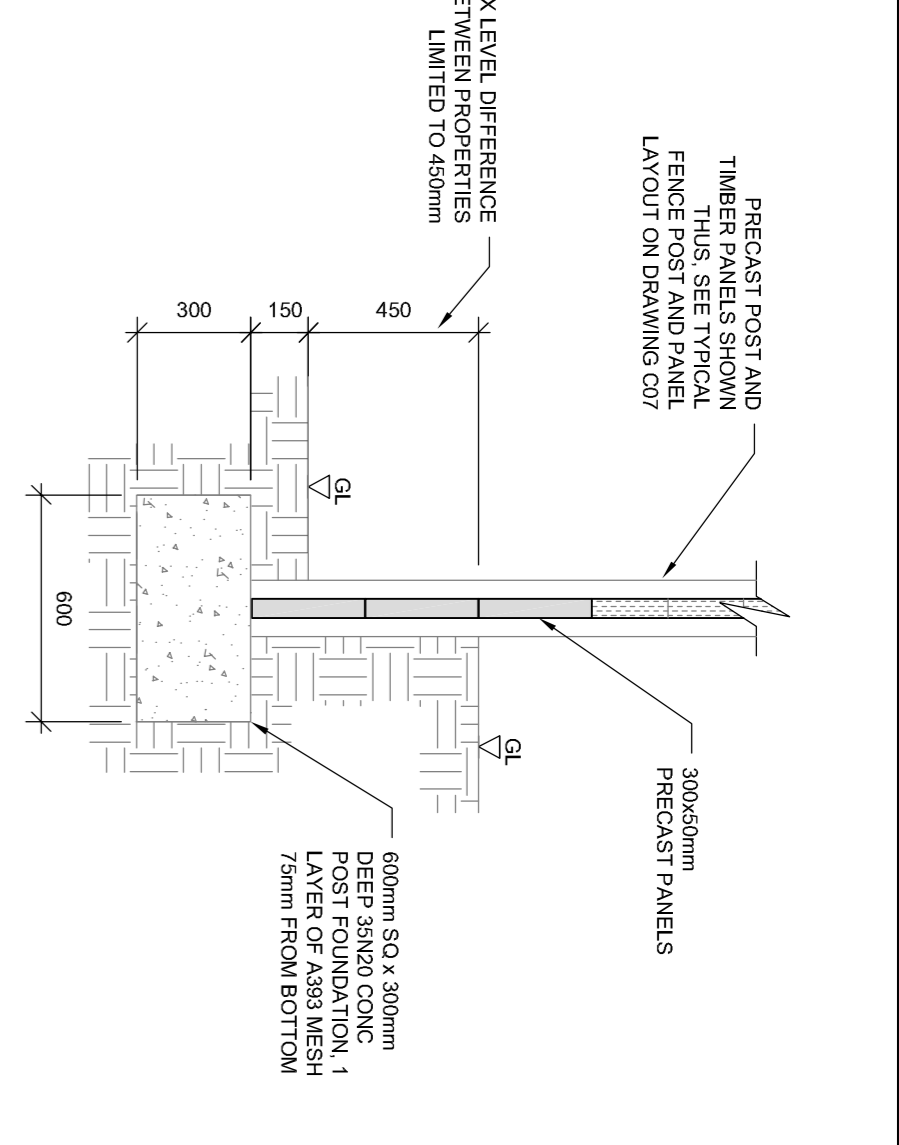 X LEVEL DIFFERENCE
ETWEEN PROPERTIES
LIMITED TO 450mm
PRECAST POST AND
TIMBER PANELS SHOWN
THUS, SEE TYPICAL
FENCE POST AND PANEL
LAYOUT ON DRAWING C07
450
150
300
GL
GL
600
300x50mm
PRECAST PANELS
600mm SQ x 300mm
DEEP 35N20 CONC
POST FOUNDATION, 1
LAYER OF A393 MESH
75mm FROM BOTTOM